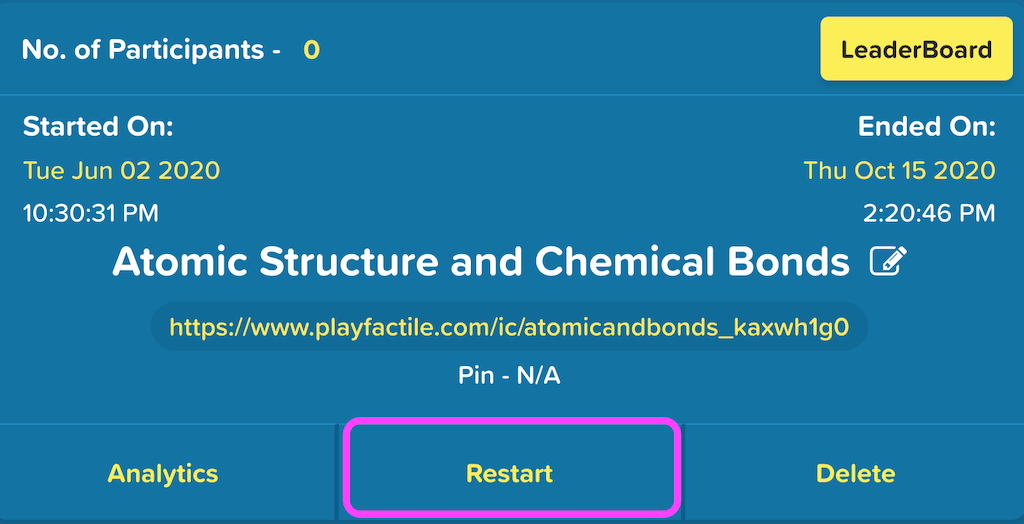 No. of Participants - 0
LeaderBoard
Started On:
Ended On:
Tue Jun 02 2020
Thu Oct 15 2020
10:30:31 PM
2:20:46 PM
Atomic Structure and Chemical Bonds
https://www.playfactile.com/ic/atomicandbonds_kaxwh1g0
Pin - N/A
Analytics
Restart
Delete